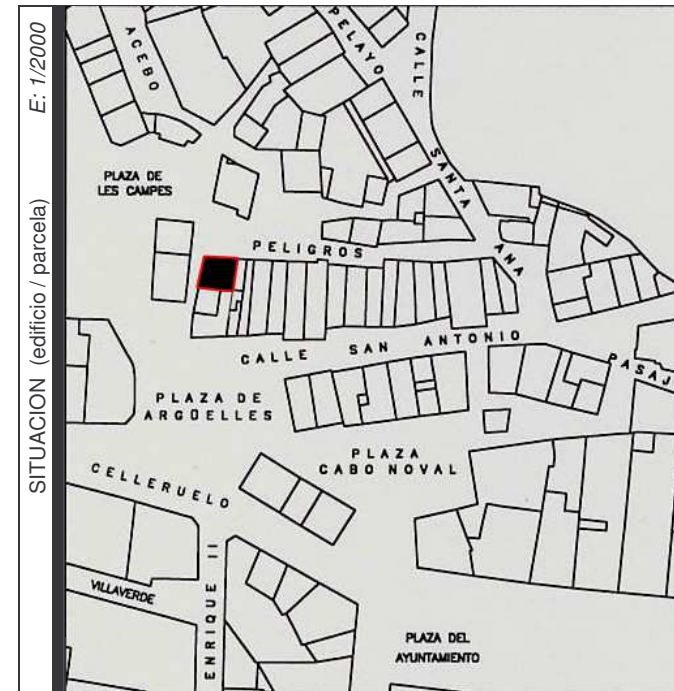 SITUACION (edificio / parcela) E: 1/2000
ACEBO
PELAYO
CALLE
SANTA ANA
PLAZA DE
LES CAMPES
PELIGROS
CALLE SAN ANTONIO
PASAJ
PLAZA DE
ARGÜELLES
PLAZA
CABO NOVAL
CELLERUELO
VILLAVERDE
ENRIQUE II
PLAZA DEL
AYUNTAMIENTO